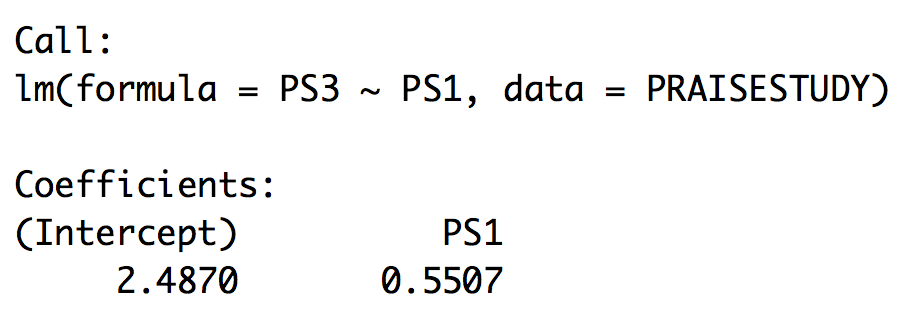 Call:
lm(formula = PS3 ~ PS1, data = PRAISESTUDY)
Coefficients:
(Intercept) PS1
2.4870 0.5507